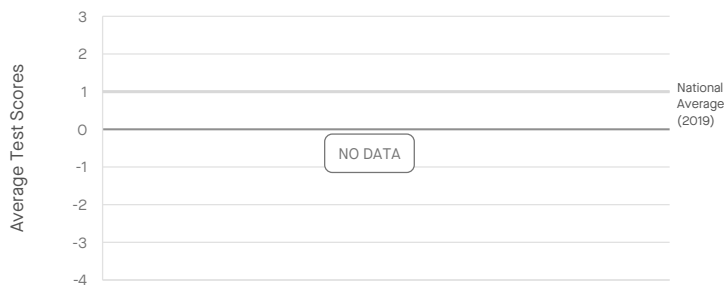 3
2
1
0
-1
-2
-3
-4
Average Test Scores
National
Average
(2019)
NO DATA